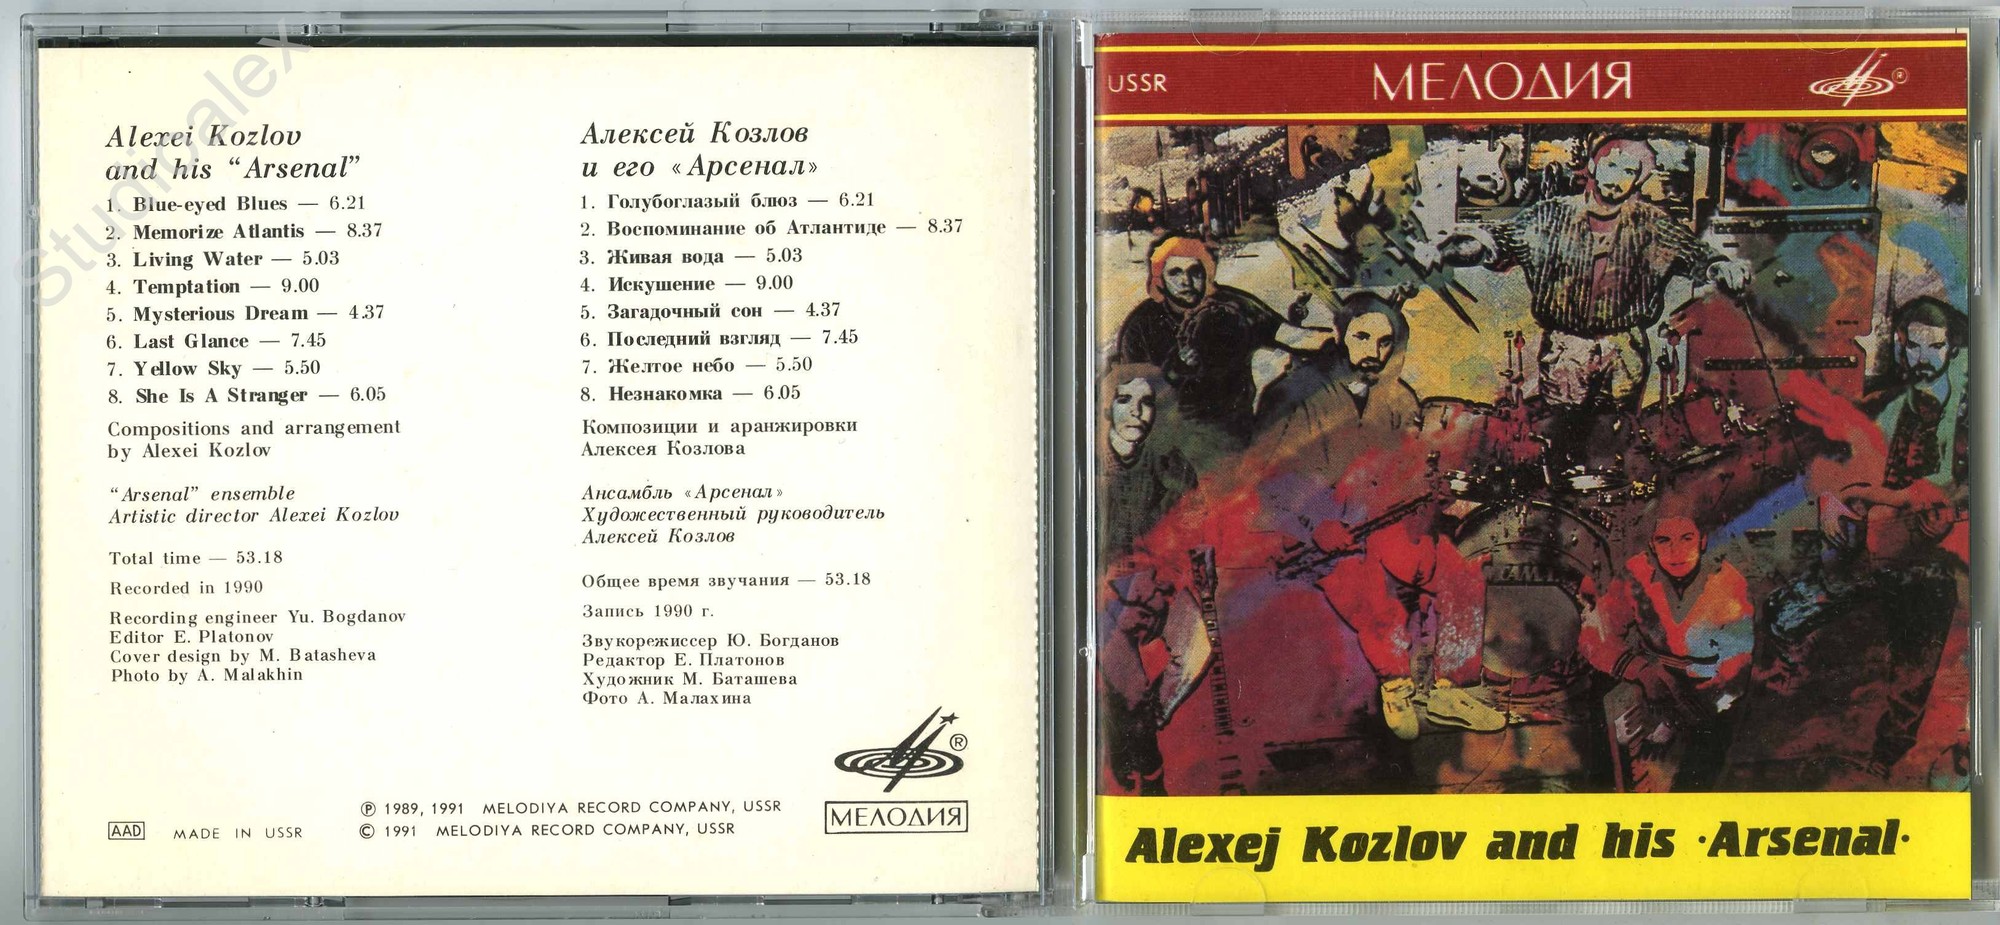 Alexei Kozlov
and his “Arsenal”
1. Blue-eyed Blues — 6.21
2. Memorize Atlantis — 8.37
3. Living Water — 5.03
4. Temptation — 9.00
5. Mysterious Dream — 4.37
6. Last Glance — 7.45
7. Yellow Sky — 5.50
8. She Is A Stranger — 6.05
Compositions and arrangement
by Alexei Kozlov
“Arsenal” ensemble
Artistic director Alexei Kozlov
Total time — 53.18
Recorded in 1990
Recording engineer Yu. Bogdanov
Editor E. Platonov
Cover design by M. Batasheva
Photo by A. Malakhin
Алексей Козлов
и его «Арсенал»
1. Голубоглазый блюз — 6.21
2. Воспоминание об Атлантиде — 8.37
3. Живая вода — 5.03
4. Искушение — 9.00
5. Загадочный сон — 4.37
6. Последний взгляд — 7.45
7. Желтое небо — 5.50
8. Незнакомка — 6.05
Композиции и аранжировки
Алексея Козлова
Ансамбль «Арсенал»
Художественный руководитель
Алексей Козлов
Общее время звучания — 53.18
Запись 1990 г.
Звукорежиссер Ю. Богданов
Редактор Е. Платонов
Художник М. Баташева
Фото А. Малахина
®
МЕЛОДИЯ
AAD MADE IN USSR
℗ 1989, 1991 MELODIYA RECORD COMPANY, USSR
© 1991 MELODIYA RECORD COMPANY, USSR
Studioalex
USSR МЕЛОДИЯ ®
TAMA
Alexej Kozlov and his ·Arsenal·